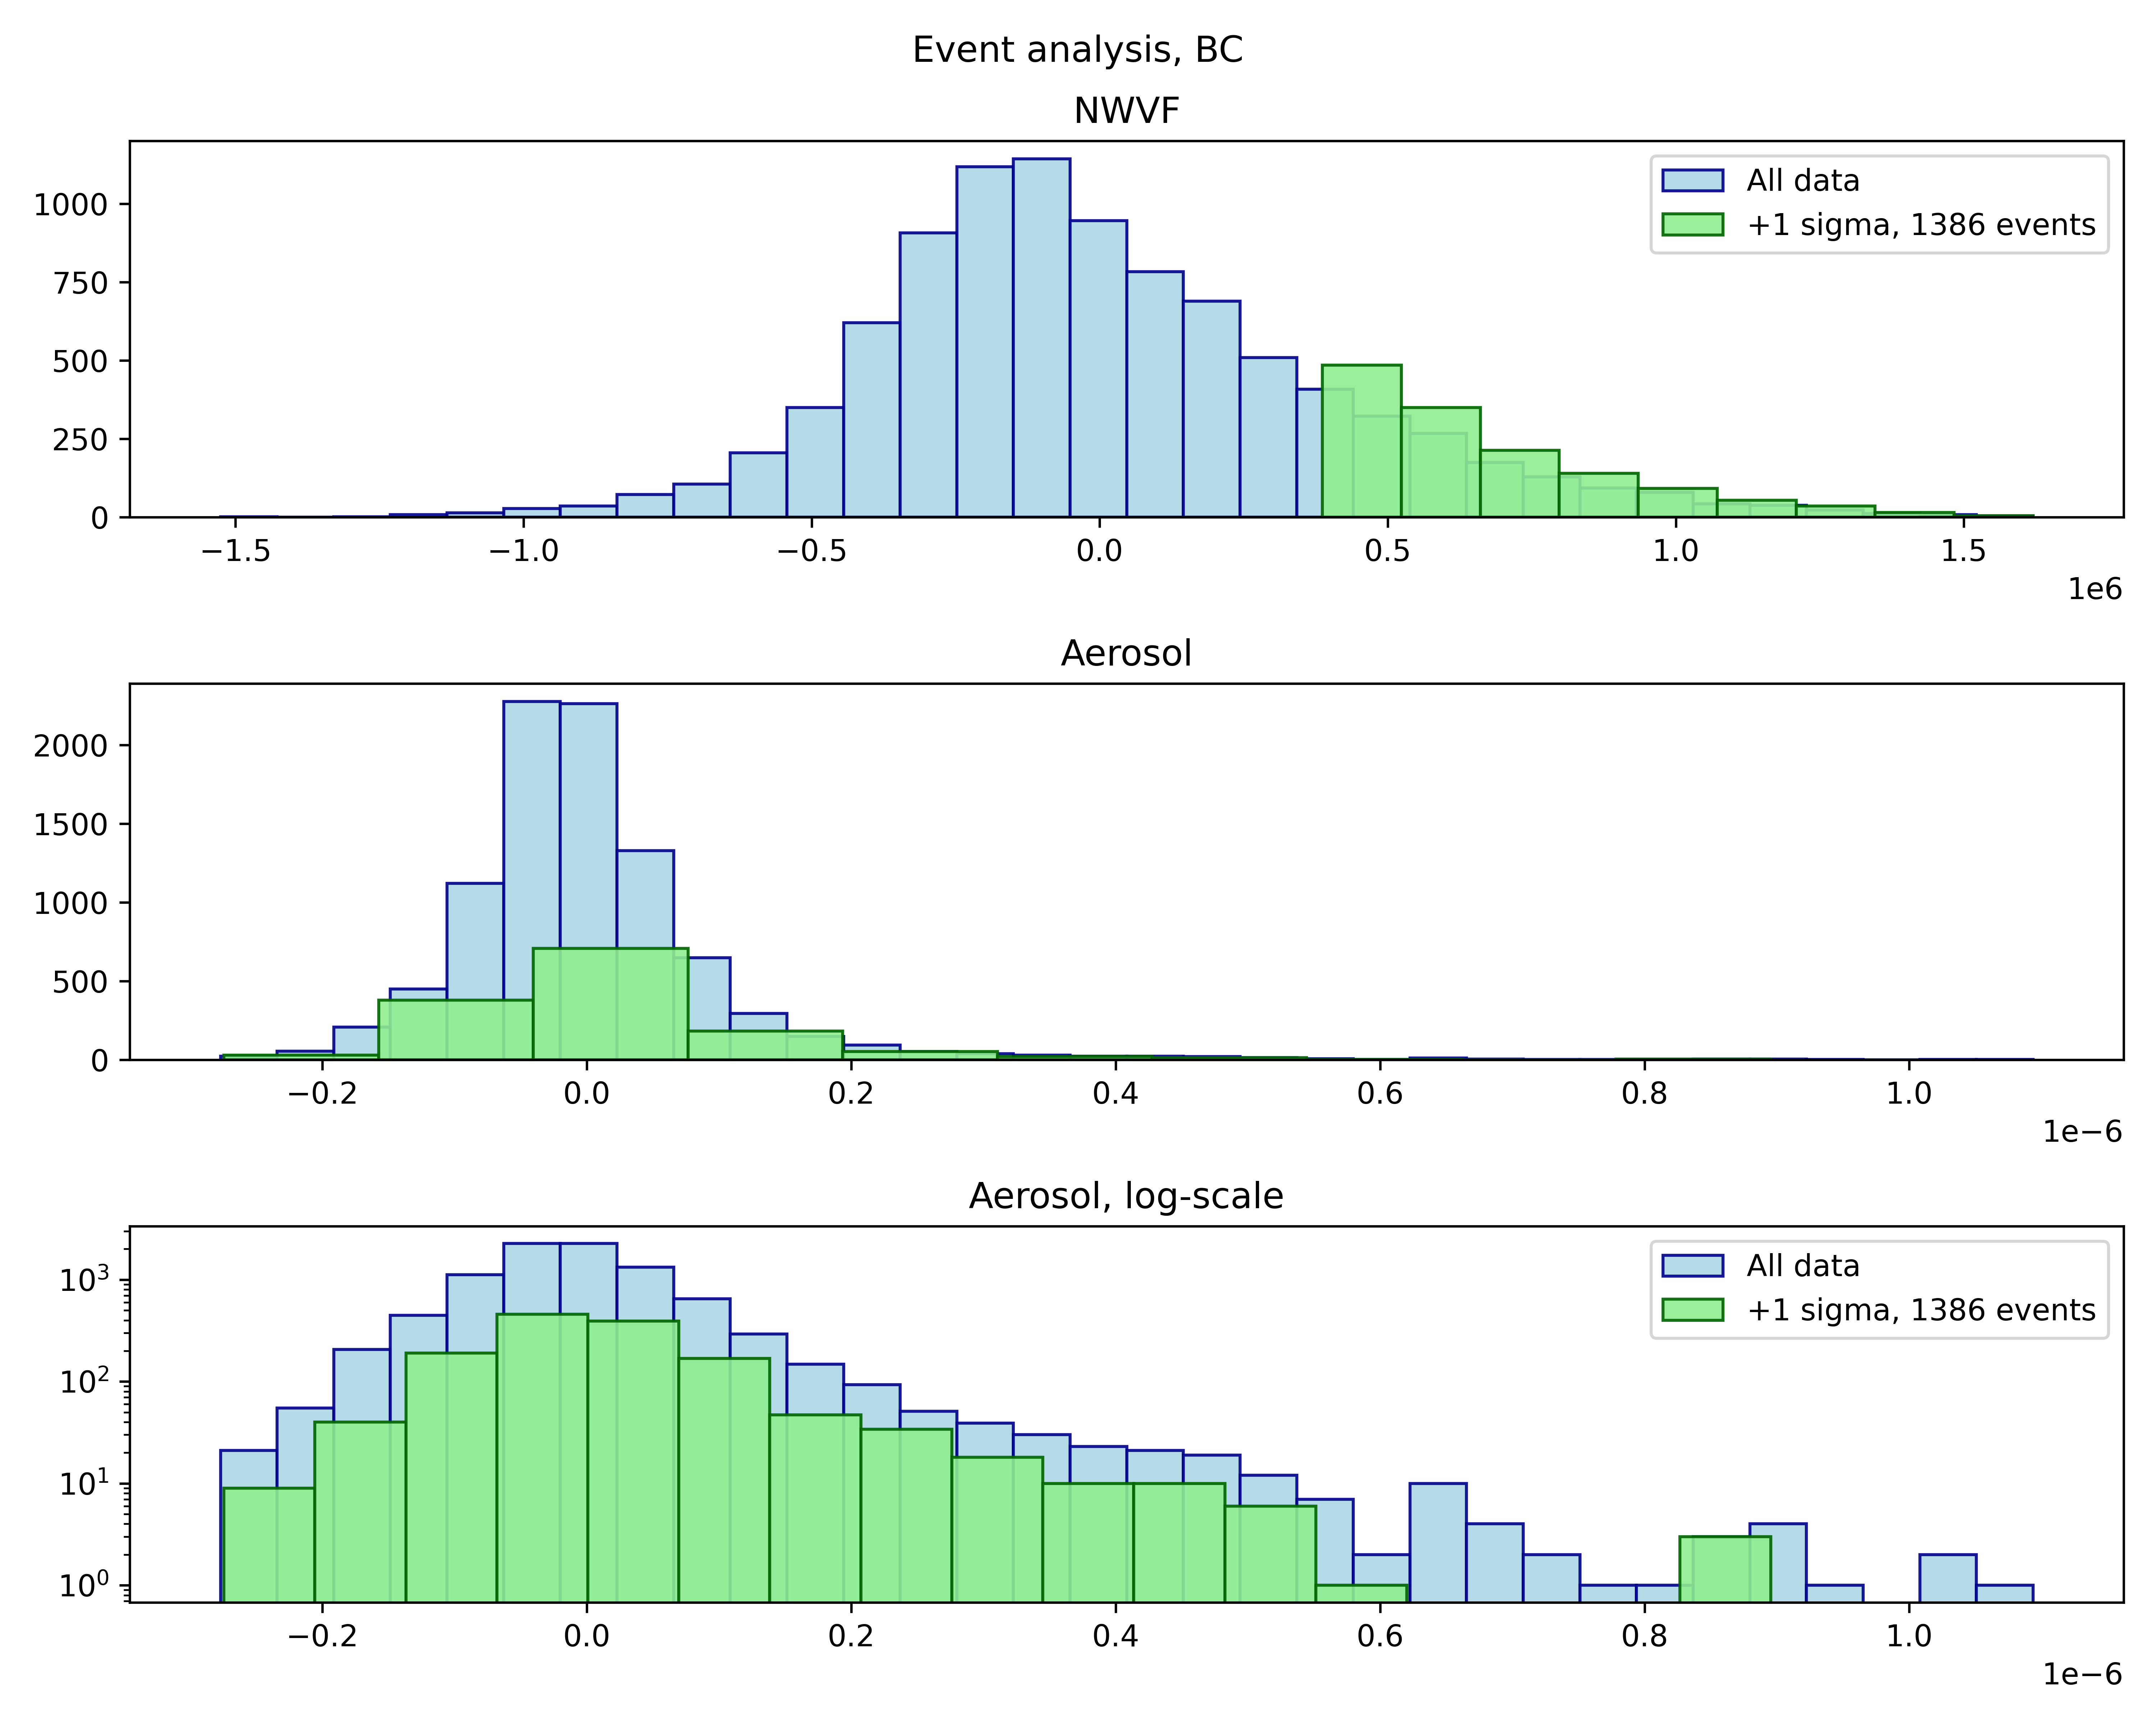 Event analysis, BC
NWVF
All data
+1 sigma, 1386 events
1000
750
500
250
0
−1.5 −1.0 −0.5 0.0 0.5 1.0 1.5
1e6
Aerosol
2000
1500
1000
500
0
−0.2 0.0 0.2 0.4 0.6 0.8 1.0
1e−6
Aerosol, log-scale
All data
+1 sigma, 1386 events
10³
10²
10¹
10⁰
−0.2 0.0 0.2 0.4 0.6 0.8 1.0
1e−6